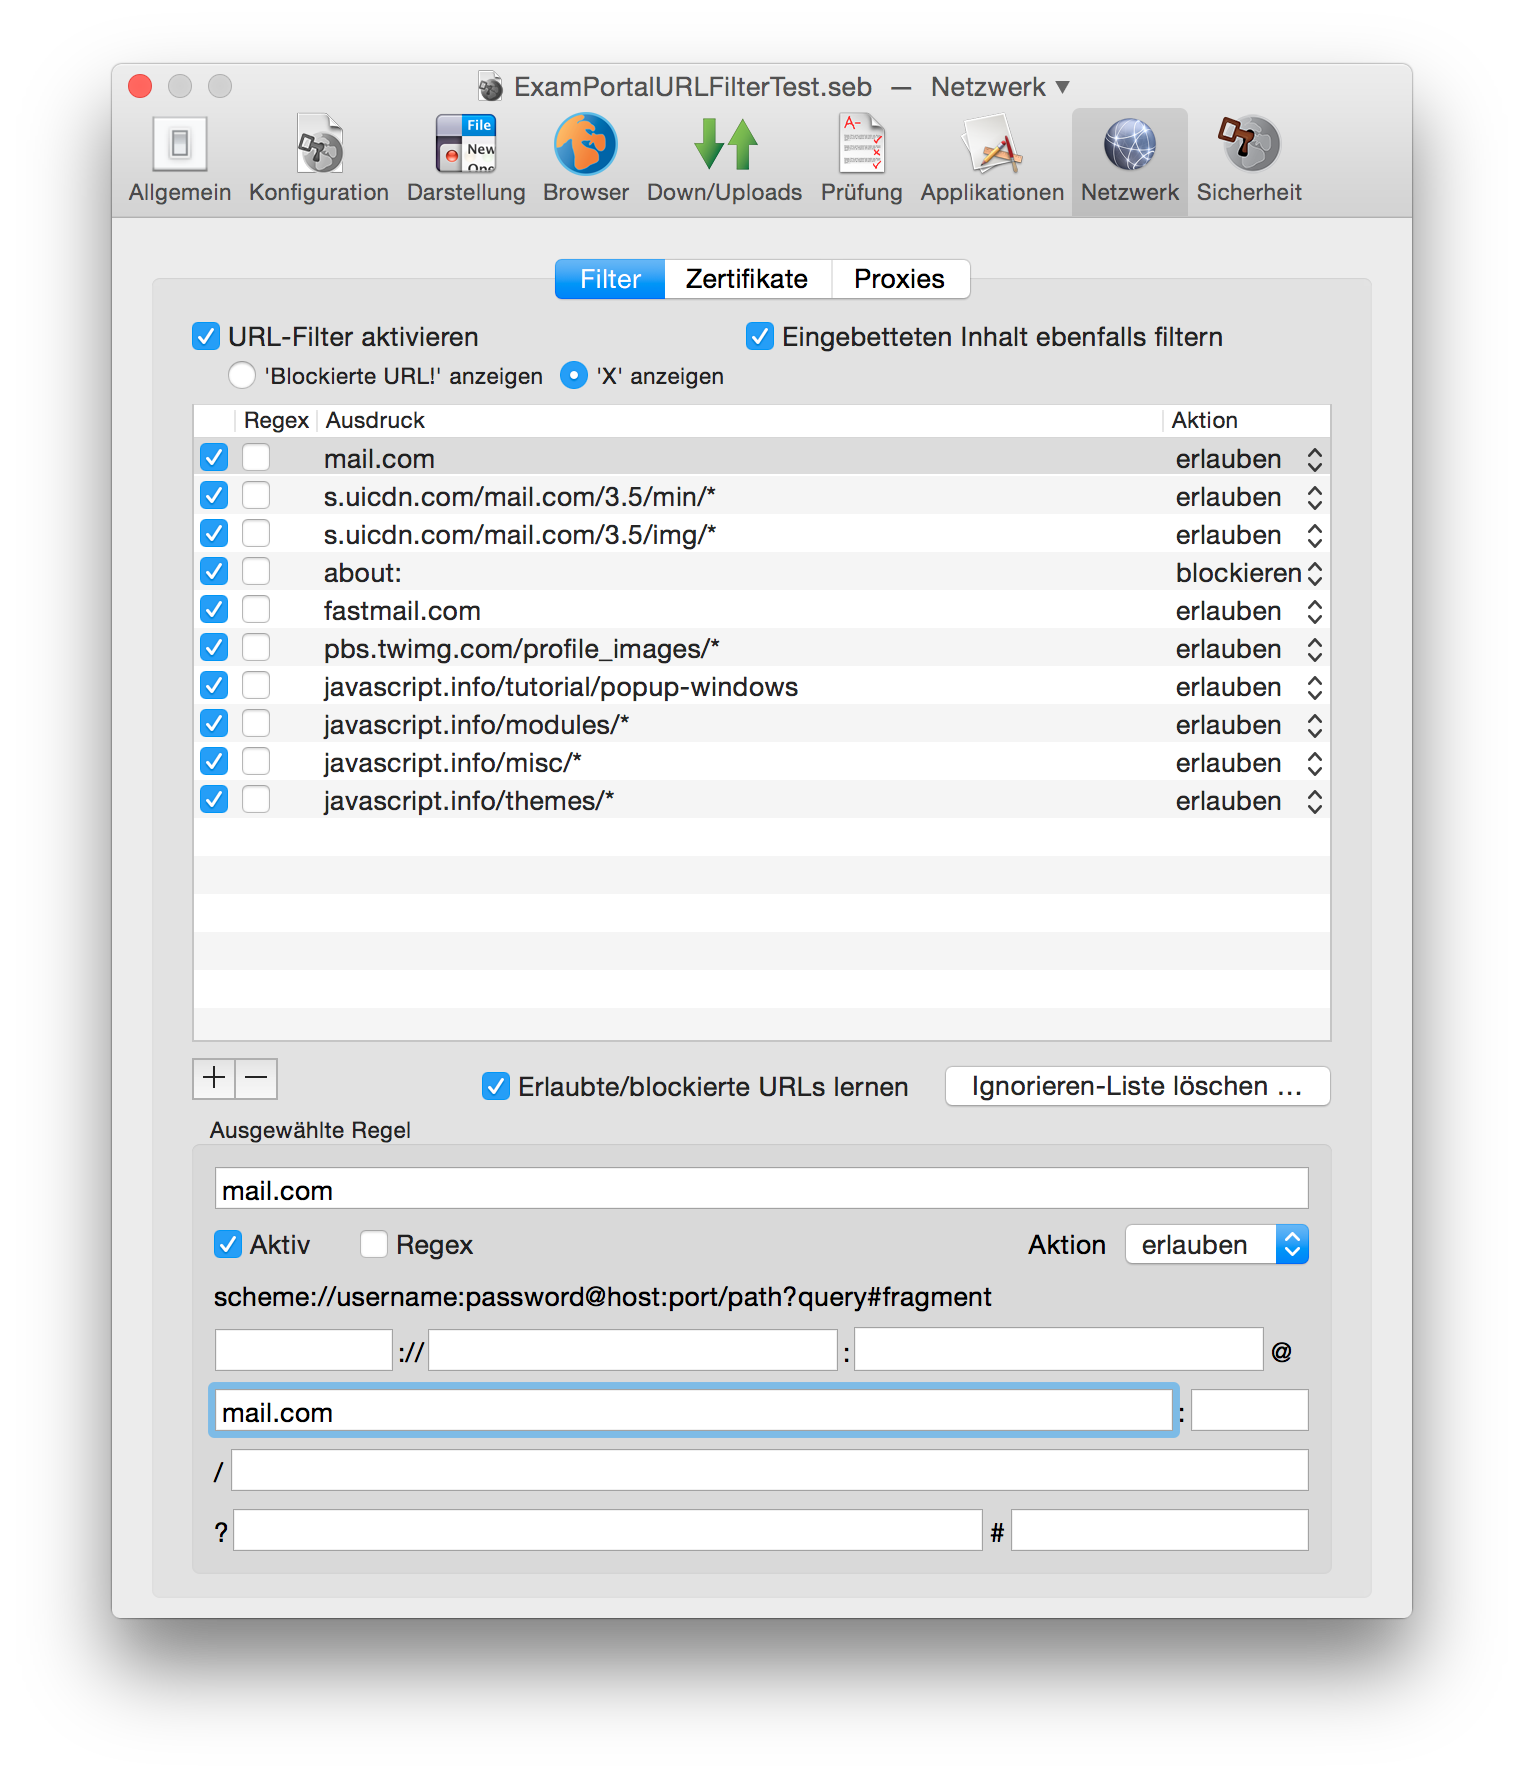 ExamPortalURLFilterTest.seb — Netzwerk
File
New
A-
Allgemein Konfiguration Darstellung Browser Down/Uploads Prüfung Applikationen Netzwerk Sicherheit
Filter Zertifikate Proxies
URL-Filter aktivieren Eingebetteten Inhalt ebenfalls filtern
'Blockierte URL!' anzeigen 'X' anzeigen
Regex Ausdruck Aktion
mail.com erlauben
s.uicdn.com/mail.com/3.5/min/* erlauben
s.uicdn.com/mail.com/3.5/img/* erlauben
about: blockieren
fastmail.com erlauben
pbs.twimg.com/profile_images/* erlauben
javascript.info/tutorial/popup-windows erlauben
javascript.info/modules/* erlauben
javascript.info/misc/* erlauben
javascript.info/themes/* erlauben
+ − Erlaubte/blockierte URLs lernen Ignorieren-Liste löschen ...
Ausgewählte Regel
mail.com
Aktiv Regex Aktion erlauben
scheme://username:password@host:port/path?query#fragment
:// : @
mail.com :
/
? #